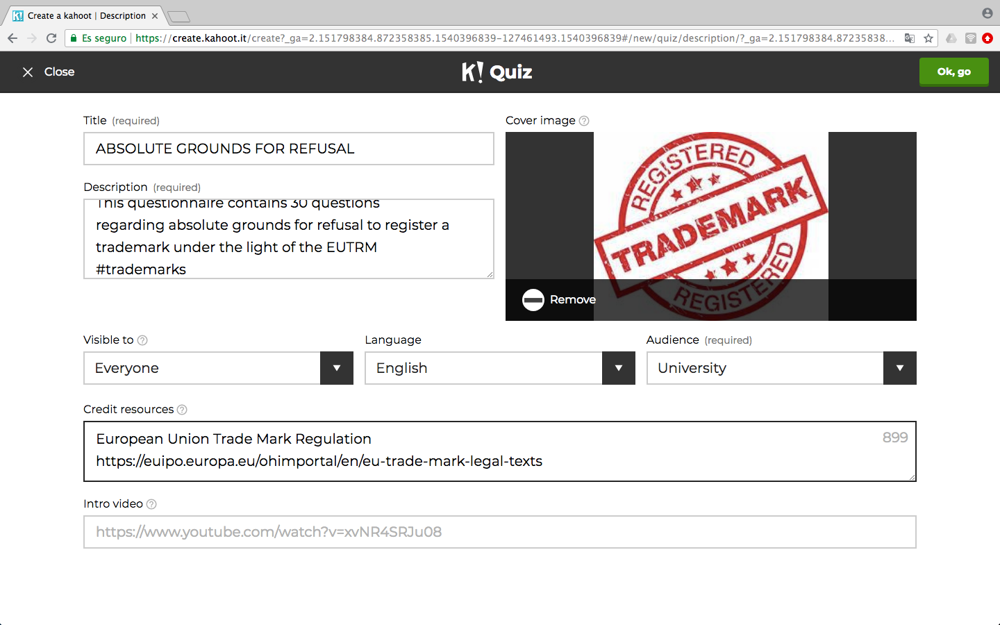 Create a kahoot | Description
Es seguro
https://create.kahoot.it/create?_ga=2.151798384.872358385.1540396839-127461493.1540396839#/new/quiz/description/?_ga=2.151798384.87235838...
Close
K! Quiz
Ok, go
Title (required)
ABSOLUTE GROUNDS FOR REFUSAL
Description (required)
This questionnaire contains 30 questions
regarding absolute grounds for refusal to register a
trademark under the light of the EUTRM
#trademarks
Cover image ?
REGISTERED
TRADEMARK
REGISTERED
Remove
Visible to ?
Everyone
Language
English
Audience (required)
University
Credit resources ?
European Union Trade Mark Regulation
899
https://euipo.europa.eu/ohimportal/en/eu-trade-mark-legal-texts
Intro video ?
https://www.youtube.com/watch?v=xvNR4SRJu08